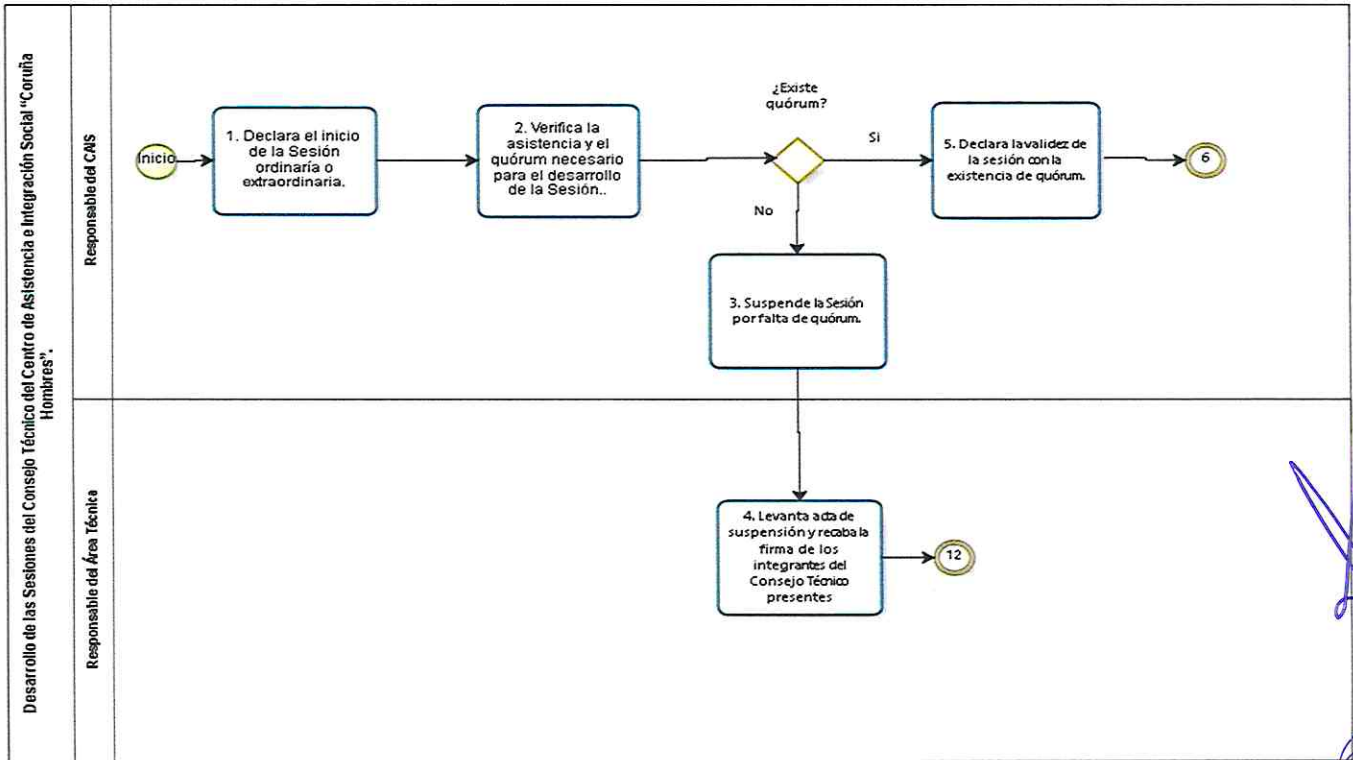 Desarrollo de las Sesiones del Consejo Técnico del Centro de Asistencia e Integración Social "Coruña
Hombres".
Responsable del CAIS
Inicio
1. Declara el inicio
de la Sesión
ordinaría o
extraordinaria.
2. Verifica la
asistencia y el
quórum necesario
para el desarrollo
de la Sesión..
¿Existe
quórum?
Si
No
5. Declara la validez de
la sesión con la
existencia de quórum.
6
3. Suspende la Sesión
por falta de quórum.
Responsable del Área Técnica
4. Levanta acta de
suspensión y recaba la
firma de los
integrantes del
Consejo Técnico
presentes
12